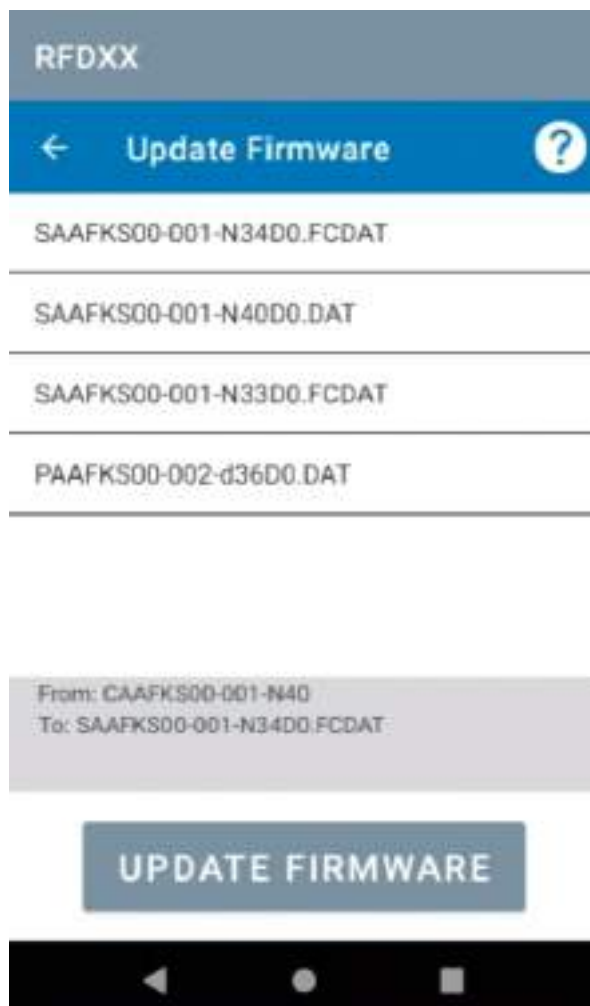 RFDXX
Update Firmware
?
SAAFKS00-001-N34D0.FCDAT
SAAFKS00-001-N40D0.DAT
SAAFKS00-001-N33D0.FCDAT
PAAFKS00-002-d36D0.DAT
From: CAAFKS00-001-N40
To: SAAFKS00-001-N34D0.FCDAT
UPDATE FIRMWARE